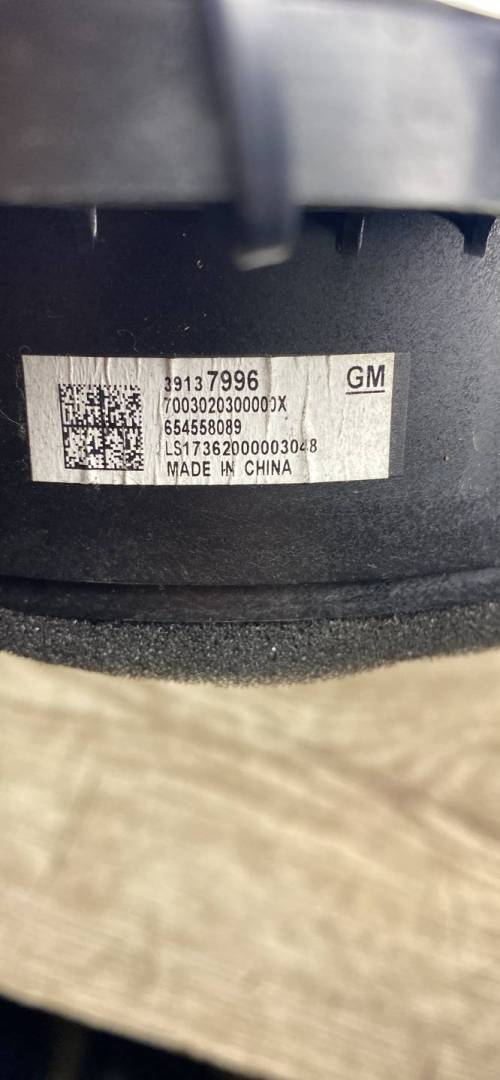 39137996
GM
7003020300000X
654558089
LS17362000003048
MADE IN CHINA